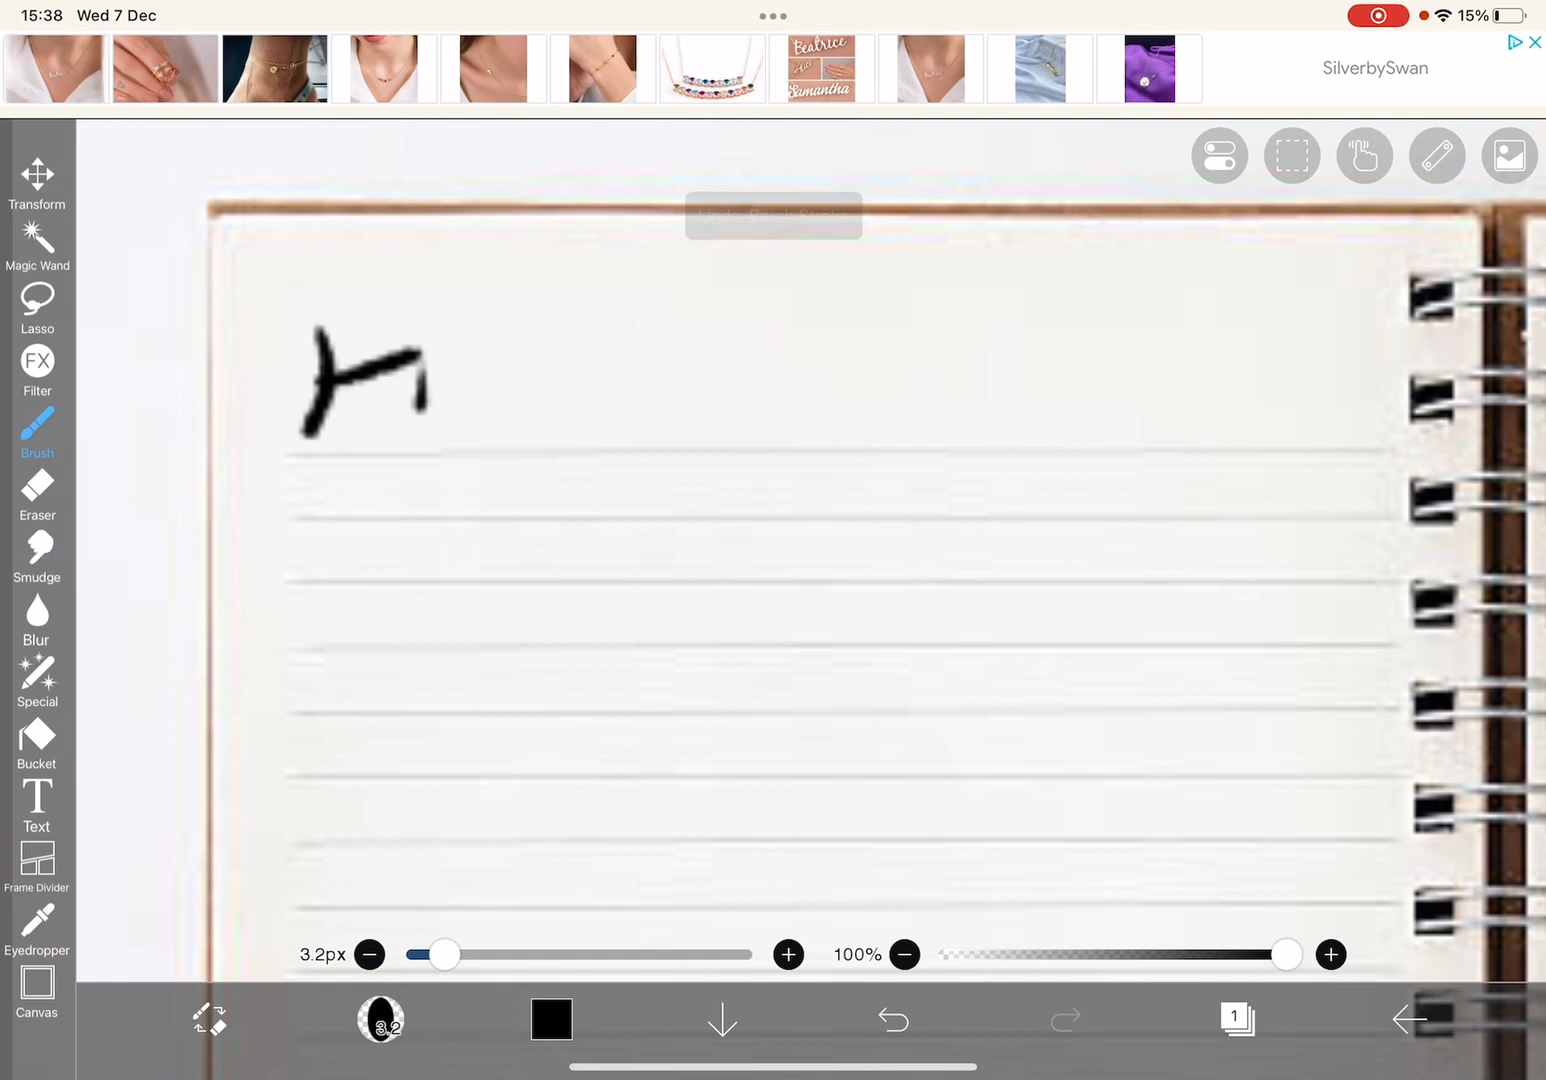 15:38 Wed 7 Dec
15%
Beatrice
Samantha
SilverbySwan
Transform
Magic Wand
Lasso
FX
Filter
Brush
Eraser
Smudge
Blur
Special
Bucket
T
Text
Frame Divider
Eyedropper
Canvas
3.2px
100%
3.2
1